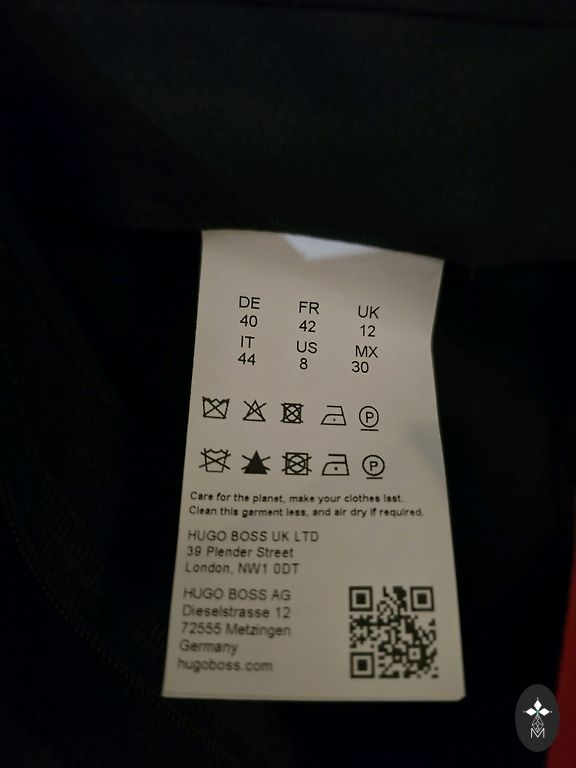 DE FR UK
40 42 12
IT US MX
44 8 30
P
P
Care for the planet, make your clothes last.
Clean this garment less, and air dry if required.
HUGO BOSS UK LTD
39 Plender Street
London, NW1 0DT
HUGO BOSS AG
Dieselstrasse 12
72555 Metzingen
Germany
hugoboss.com
M